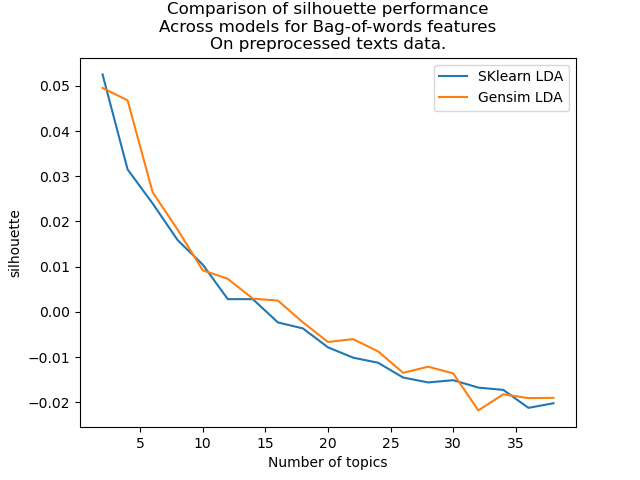 Comparison of silhouette performance
Across models for Bag-of-words features
On preprocessed texts data.
SKlearn LDA
Gensim LDA
silhouette
0.05
0.04
0.03
0.02
0.01
0.00
−0.01
−0.02
5 10 15 20 25 30 35
Number of topics